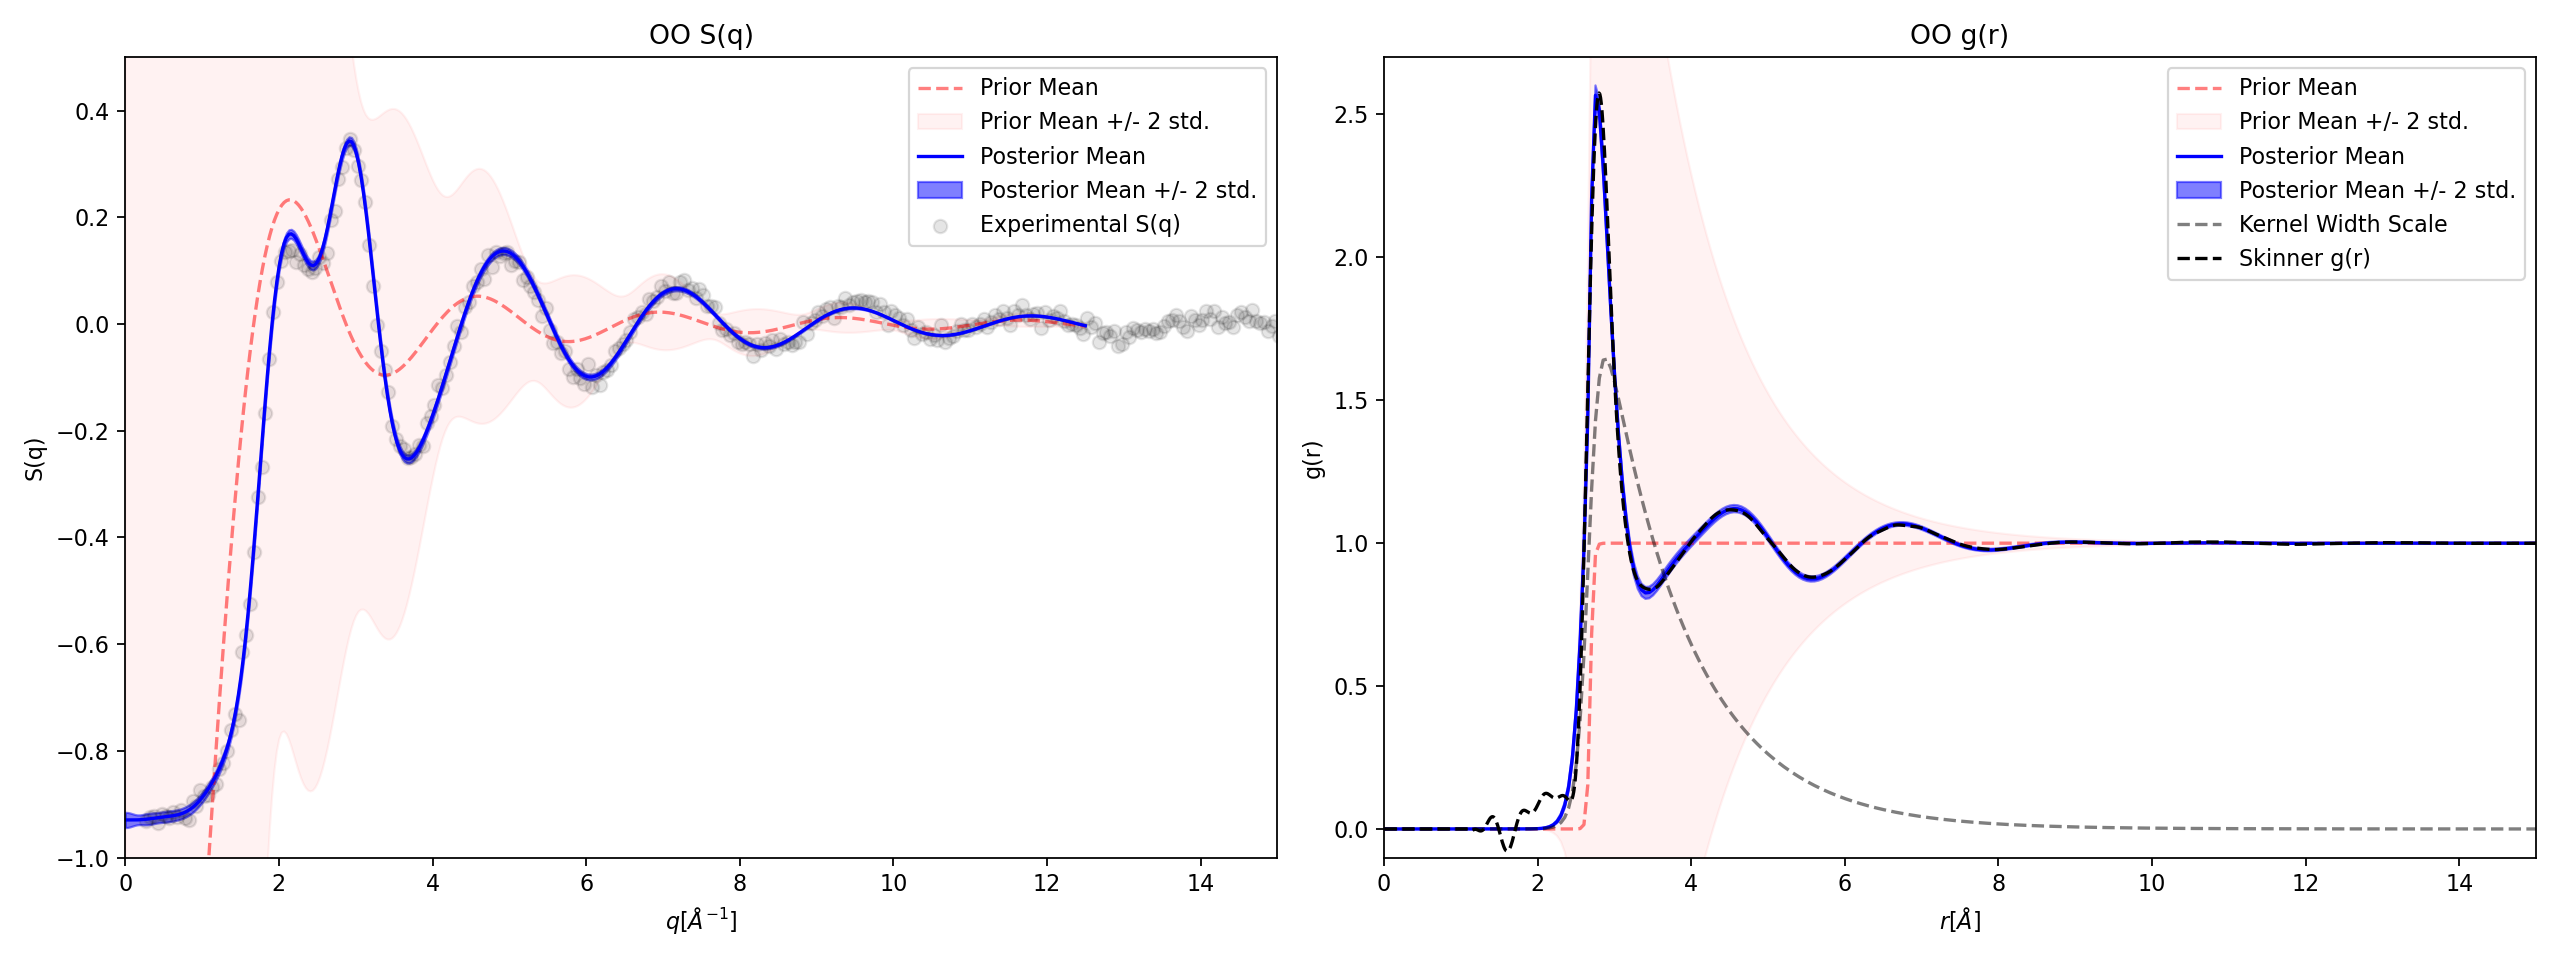 OO S(q)
0.4
0.2
0.0
−0.2
−0.4
−0.6
−0.8
−1.0
S(q)
0 2 4 6 8 10 12 14
q[Å⁻¹]
Prior Mean
Prior Mean +/- 2 std.
Posterior Mean
Posterior Mean +/- 2 std.
Experimental S(q)
OO g(r)
2.5
2.0
1.5
1.0
0.5
0.0
g(r)
0 2 4 6 8 10 12 14
r[Å]
Prior Mean
Prior Mean +/- 2 std.
Posterior Mean
Posterior Mean +/- 2 std.
Kernel Width Scale
Skinner g(r)